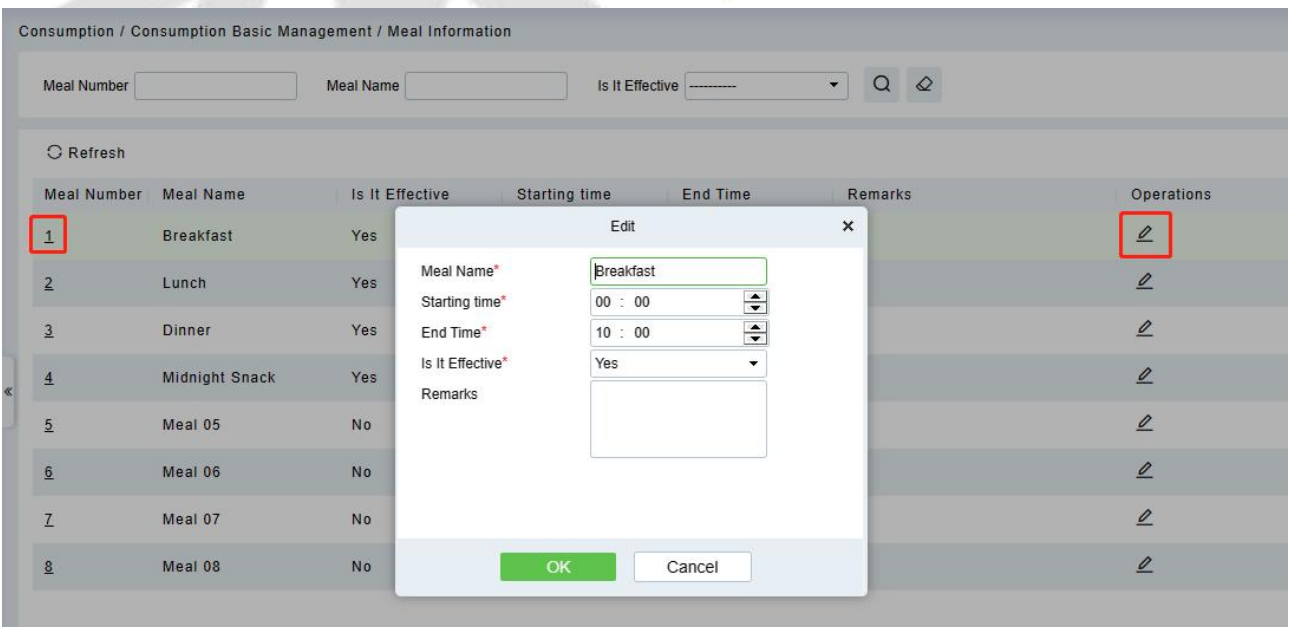 Consumption / Consumption Basic Management / Meal Information
Meal Number Meal Name Is It Effective ----------
Refresh
Meal Number Meal Name Is It Effective Starting time End Time Remarks Operations
1 Breakfast Yes
2 Lunch Yes
3 Dinner Yes
4 Midnight Snack Yes
5 Meal 05 No
6 Meal 06 No
7 Meal 07 No
8 Meal 08 No
Edit ×
Meal Name* Breakfast
Starting time* 00 : 00
End Time* 10 : 00
Is It Effective* Yes
Remarks
OK Cancel
«